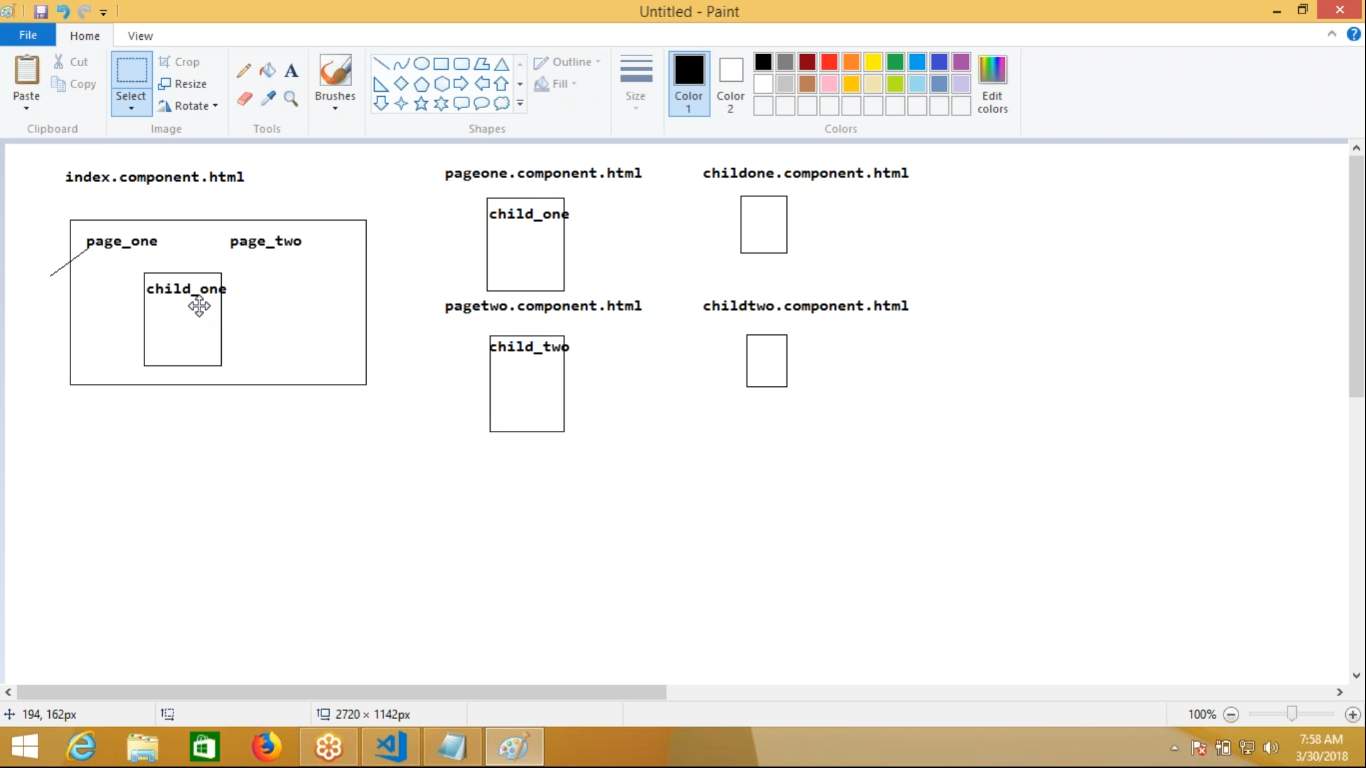 Untitled - Paint
File
Home
View
Paste
Cut
Copy
Clipboard
Select
Crop
Resize
Rotate
Image
A
Tools
Brushes
Outline
Fill
Shapes
Size
Color 1
Color 2
Edit colors
Colors
index.component.html
page_one page_two
child_one
pageone.component.html
child_one
pagetwo.component.html
child_two
childone.component.html
childtwo.component.html
194, 162px
2720 × 1142px
100%
7:58 AM
3/30/2018